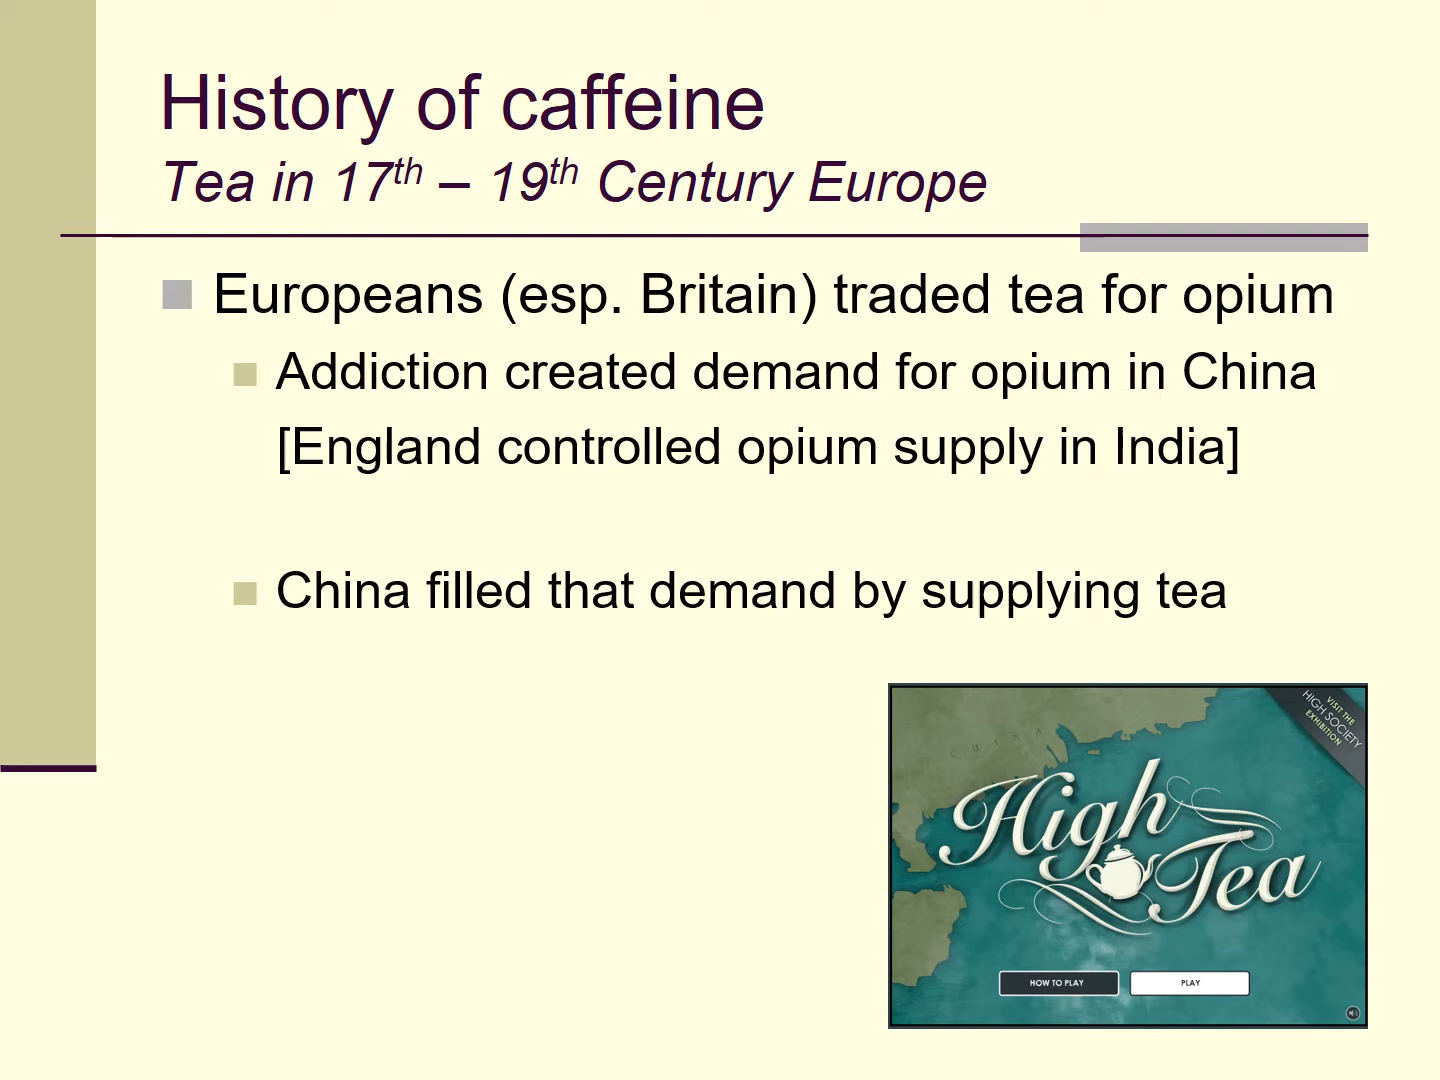 History of caffeine
Tea in 17th – 19th Century Europe
Europeans (esp. Britain) traded tea for opium
Addiction created demand for opium in China
[England controlled opium supply in India]
China filled that demand by supplying tea
CHINA
VISIT THE
HIGH SOCIETY
EXHIBITION
High
Tea
HOW TO PLAY
PLAY